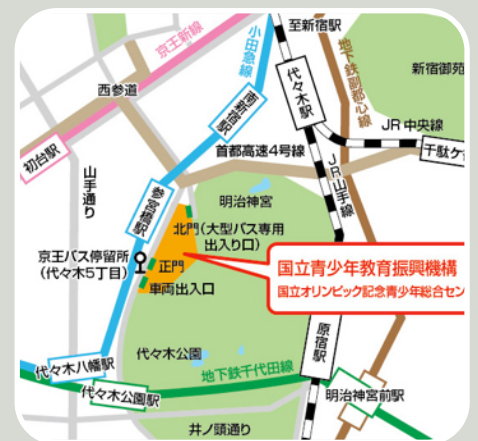 至新宿駅
京王新線
小田急線
地下鉄副都心線
代々木駅
新宿御苑
西参道
南新宿駅
JR中央線
千駄ケ
初台駅
首都高速4号線
JR山手線
山手通り
参宮橋駅
明治神宮
北門(大型バス専用
出入り口)
京王バス停留所
(代々木5丁目)
正門
車両出入口
国立青少年教育振興機構
国立オリンピック記念青少年総合セン
原宿駅
代々木公園
代々木八幡駅
地下鉄千代田線
代々木公園駅
明治神宮前駅
井ノ頭通り